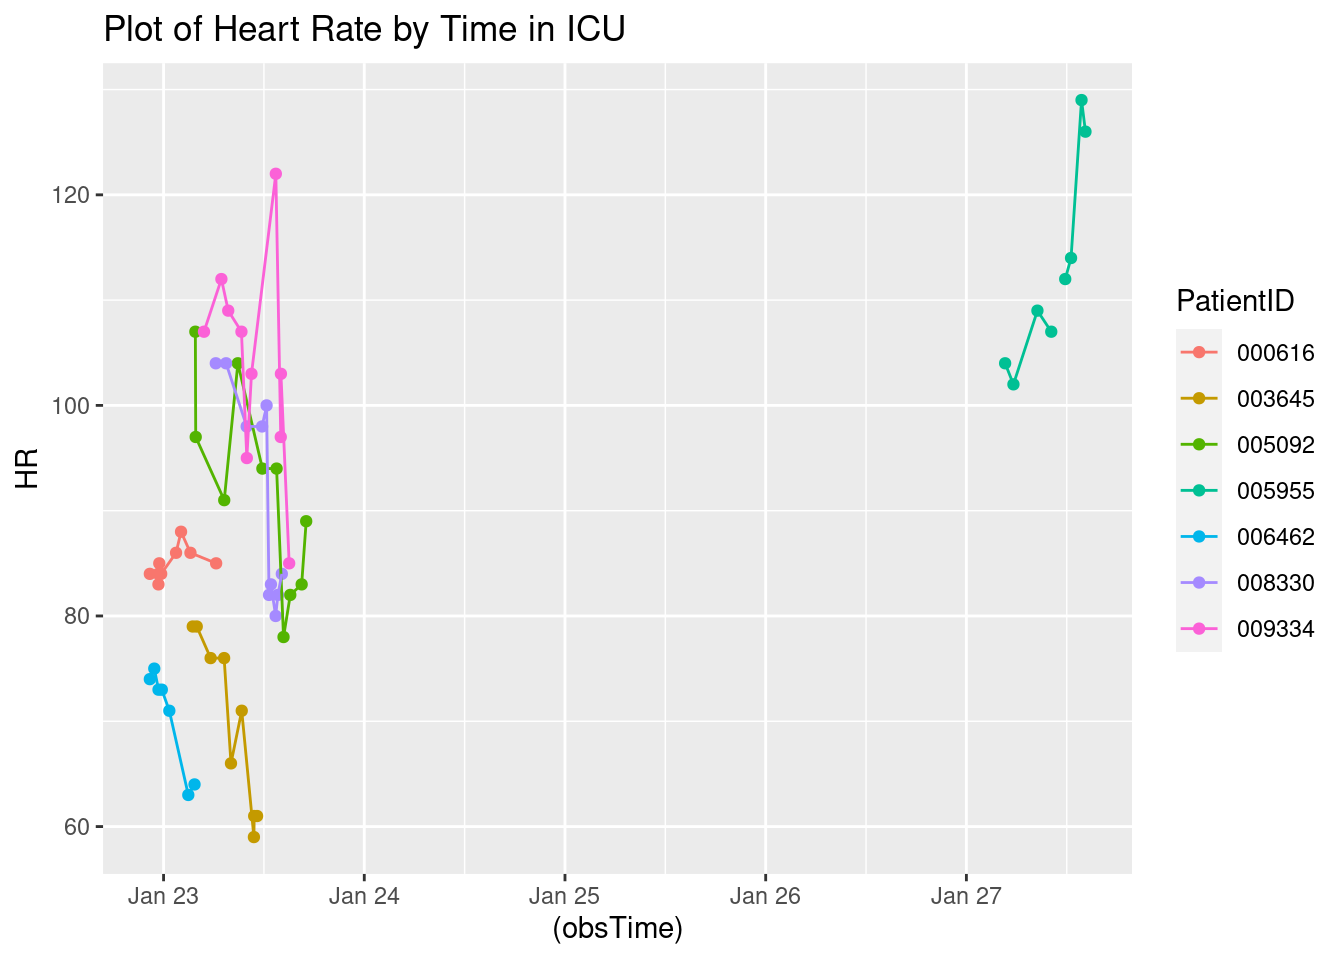 Plot of Heart Rate by Time in ICU
120
100
80
60
HR
Jan 23 Jan 24 Jan 25 Jan 26 Jan 27
(obsTime)
PatientID
000616
003645
005092
005955
006462
008330
009334